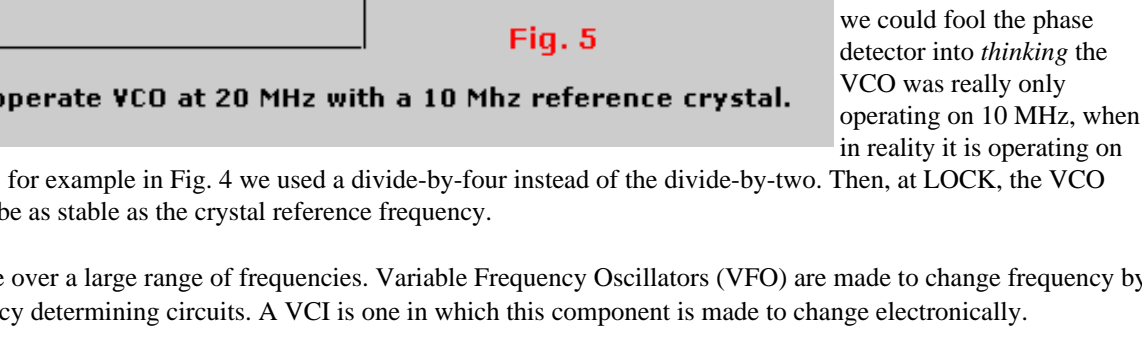 Fig. 5
operate VCO at 20 MHz with a 10 Mhz reference crystal.
we could fool the phase
detector into thinking the
VCO was really only
operating on 10 MHz, when
in reality it is operating on
for example in Fig. 4 we used a divide-by-four instead of the divide-by-two. Then, at LOCK, the VCO
be as stable as the crystal reference frequency.
over a large range of frequencies. Variable Frequency Oscillators (VFO) are made to change frequency by
determining circuits. A VCI is one in which this component is made to change electronically.